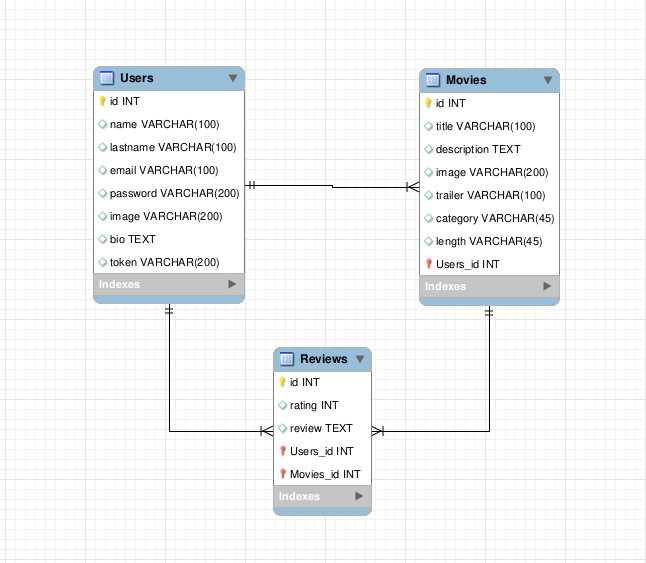 Users
id INT
name VARCHAR(100)
lastname VARCHAR(100)
email VARCHAR(100)
password VARCHAR(200)
image VARCHAR(200)
bio TEXT
token VARCHAR(200)
Indexes
Movies
id INT
title VARCHAR(100)
description TEXT
image VARCHAR(200)
trailer VARCHAR(100)
category VARCHAR(45)
length VARCHAR(45)
Users_id INT
Indexes
Reviews
id INT
rating INT
review TEXT
Users_id INT
Movies_id INT
Indexes